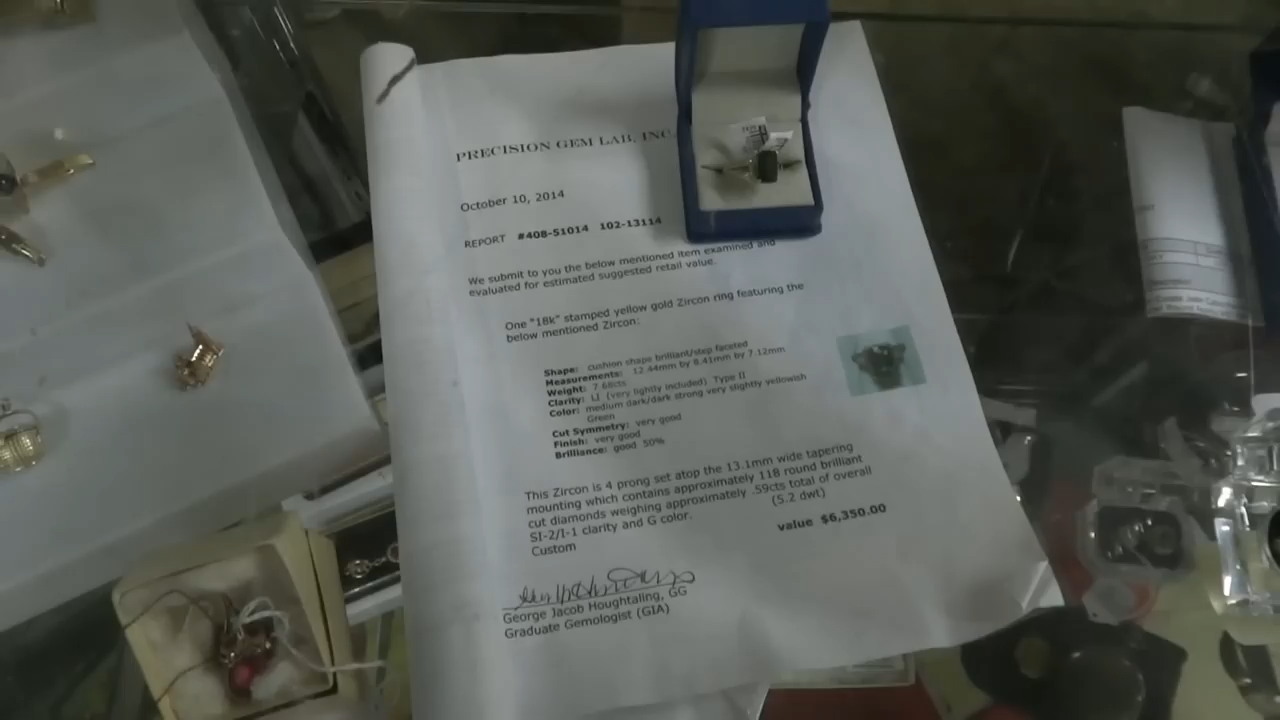 PRECISION GEM LAB, INC.
October 10, 2014
REPORT #408-51014 102-13114
We submit to you the below mentioned item examined and
evaluated for estimated suggested retail value.
One "18k" stamped yellow gold Zircon ring featuring the
below mentioned Zircon:
Shape: cushion shape brilliant/step faceted
Measurements: 12.44mm by 8.41mm by 7.12mm
Weight: 7.68cts
Clarity: LI (very lightly included) Type II
Color: medium dark/dark strong very slightly yellowish
Green
Cut Symmetry: very good
Finish: very good
Brilliance: good 50%
This Zircon is 4 prong set atop the 13.1mm wide tapering
mounting which contains approximately 118 round brilliant
cut diamonds weighing approximately .59cts total of overall
SI-2/I-1 clarity and G color. (5.2 dwt)
Custom value $6,350.00
George Jacob Houghtaling, GG
Graduate Gemologist (GIA)